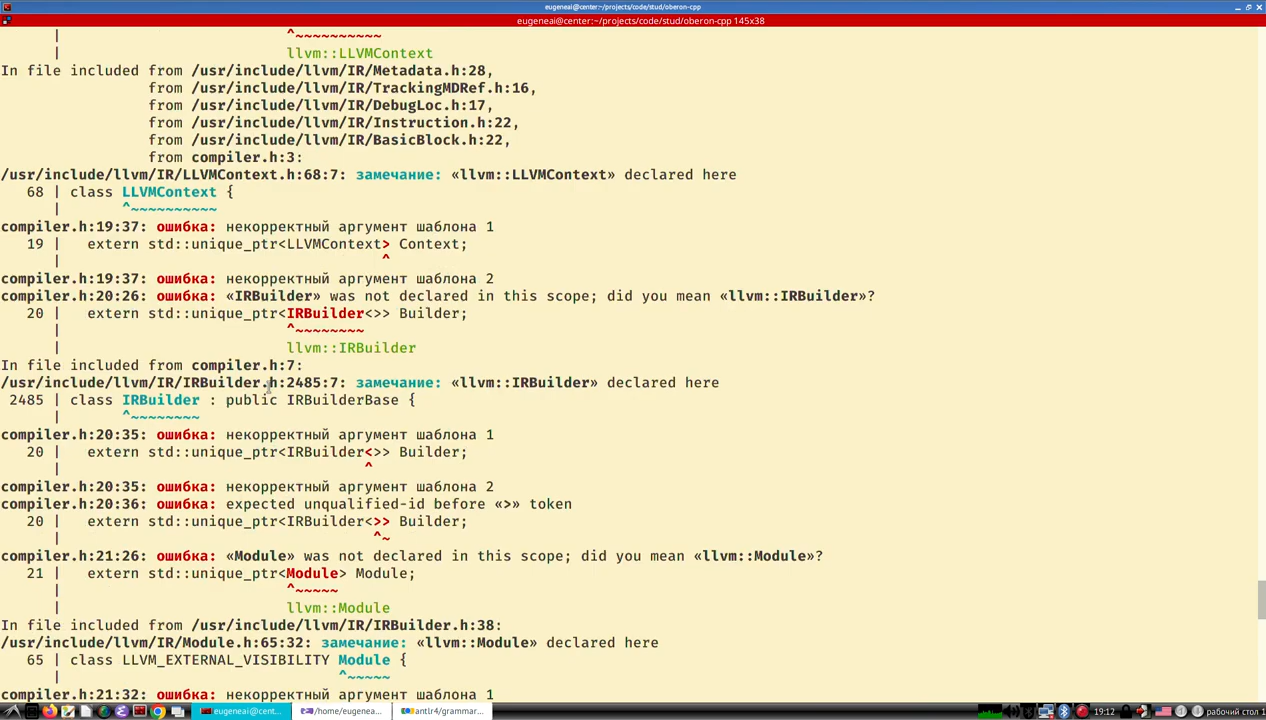 eugeneai@center:~/projects/code/stud/oberon-cpp
eugeneai@center:~/projects/code/stud/oberon-cpp 145x38
| ^~~~~~~~~~~
| llvm::LLVMContext
In file included from /usr/include/llvm/IR/Metadata.h:28,
from /usr/include/llvm/IR/TrackingMDRef.h:16,
from /usr/include/llvm/IR/DebugLoc.h:17,
from /usr/include/llvm/IR/Instruction.h:22,
from /usr/include/llvm/IR/BasicBlock.h:22,
from compiler.h:3:
/usr/include/llvm/IR/LLVMContext.h:68:7: замечание: «llvm::LLVMContext» declared here
68 | class LLVMContext {
| ^~~~~~~~~~~
compiler.h:19:37: ошибка: некорректный аргумент шаблона 1
19 | extern std::unique_ptr<LLVMContext> Context;
| ^
compiler.h:19:37: ошибка: некорректный аргумент шаблона 2
compiler.h:20:26: ошибка: «IRBuilder» was not declared in this scope; did you mean «llvm::IRBuilder»?
20 | extern std::unique_ptr<IRBuilder<>> Builder;
| ^~~~~~~~~
| llvm::IRBuilder
In file included from compiler.h:7:
/usr/include/llvm/IR/IRBuilder.h:2485:7: замечание: «llvm::IRBuilder» declared here
2485 | class IRBuilder : public IRBuilderBase {
| ^~~~~~~~~
compiler.h:20:35: ошибка: некорректный аргумент шаблона 1
20 | extern std::unique_ptr<IRBuilder<>> Builder;
| ^
compiler.h:20:35: ошибка: некорректный аргумент шаблона 2
compiler.h:20:36: ошибка: expected unqualified-id before «>» token
20 | extern std::unique_ptr<IRBuilder<>> Builder;
| ^~
compiler.h:21:26: ошибка: «Module» was not declared in this scope; did you mean «llvm::Module»?
21 | extern std::unique_ptr<Module> Module;
| ^~~~~~
| llvm::Module
In file included from /usr/include/llvm/IR/IRBuilder.h:38:
/usr/include/llvm/IR/Module.h:65:32: замечание: «llvm::Module» declared here
65 | class LLVM_EXTERNAL_VISIBILITY Module {
| ^~~~~~
compiler.h:21:32: ошибка: некорректный аргумент шаблона 1
eugeneai@cent... /home/eugenea... antlr4/grammar... 19:12 рабочий стол 1